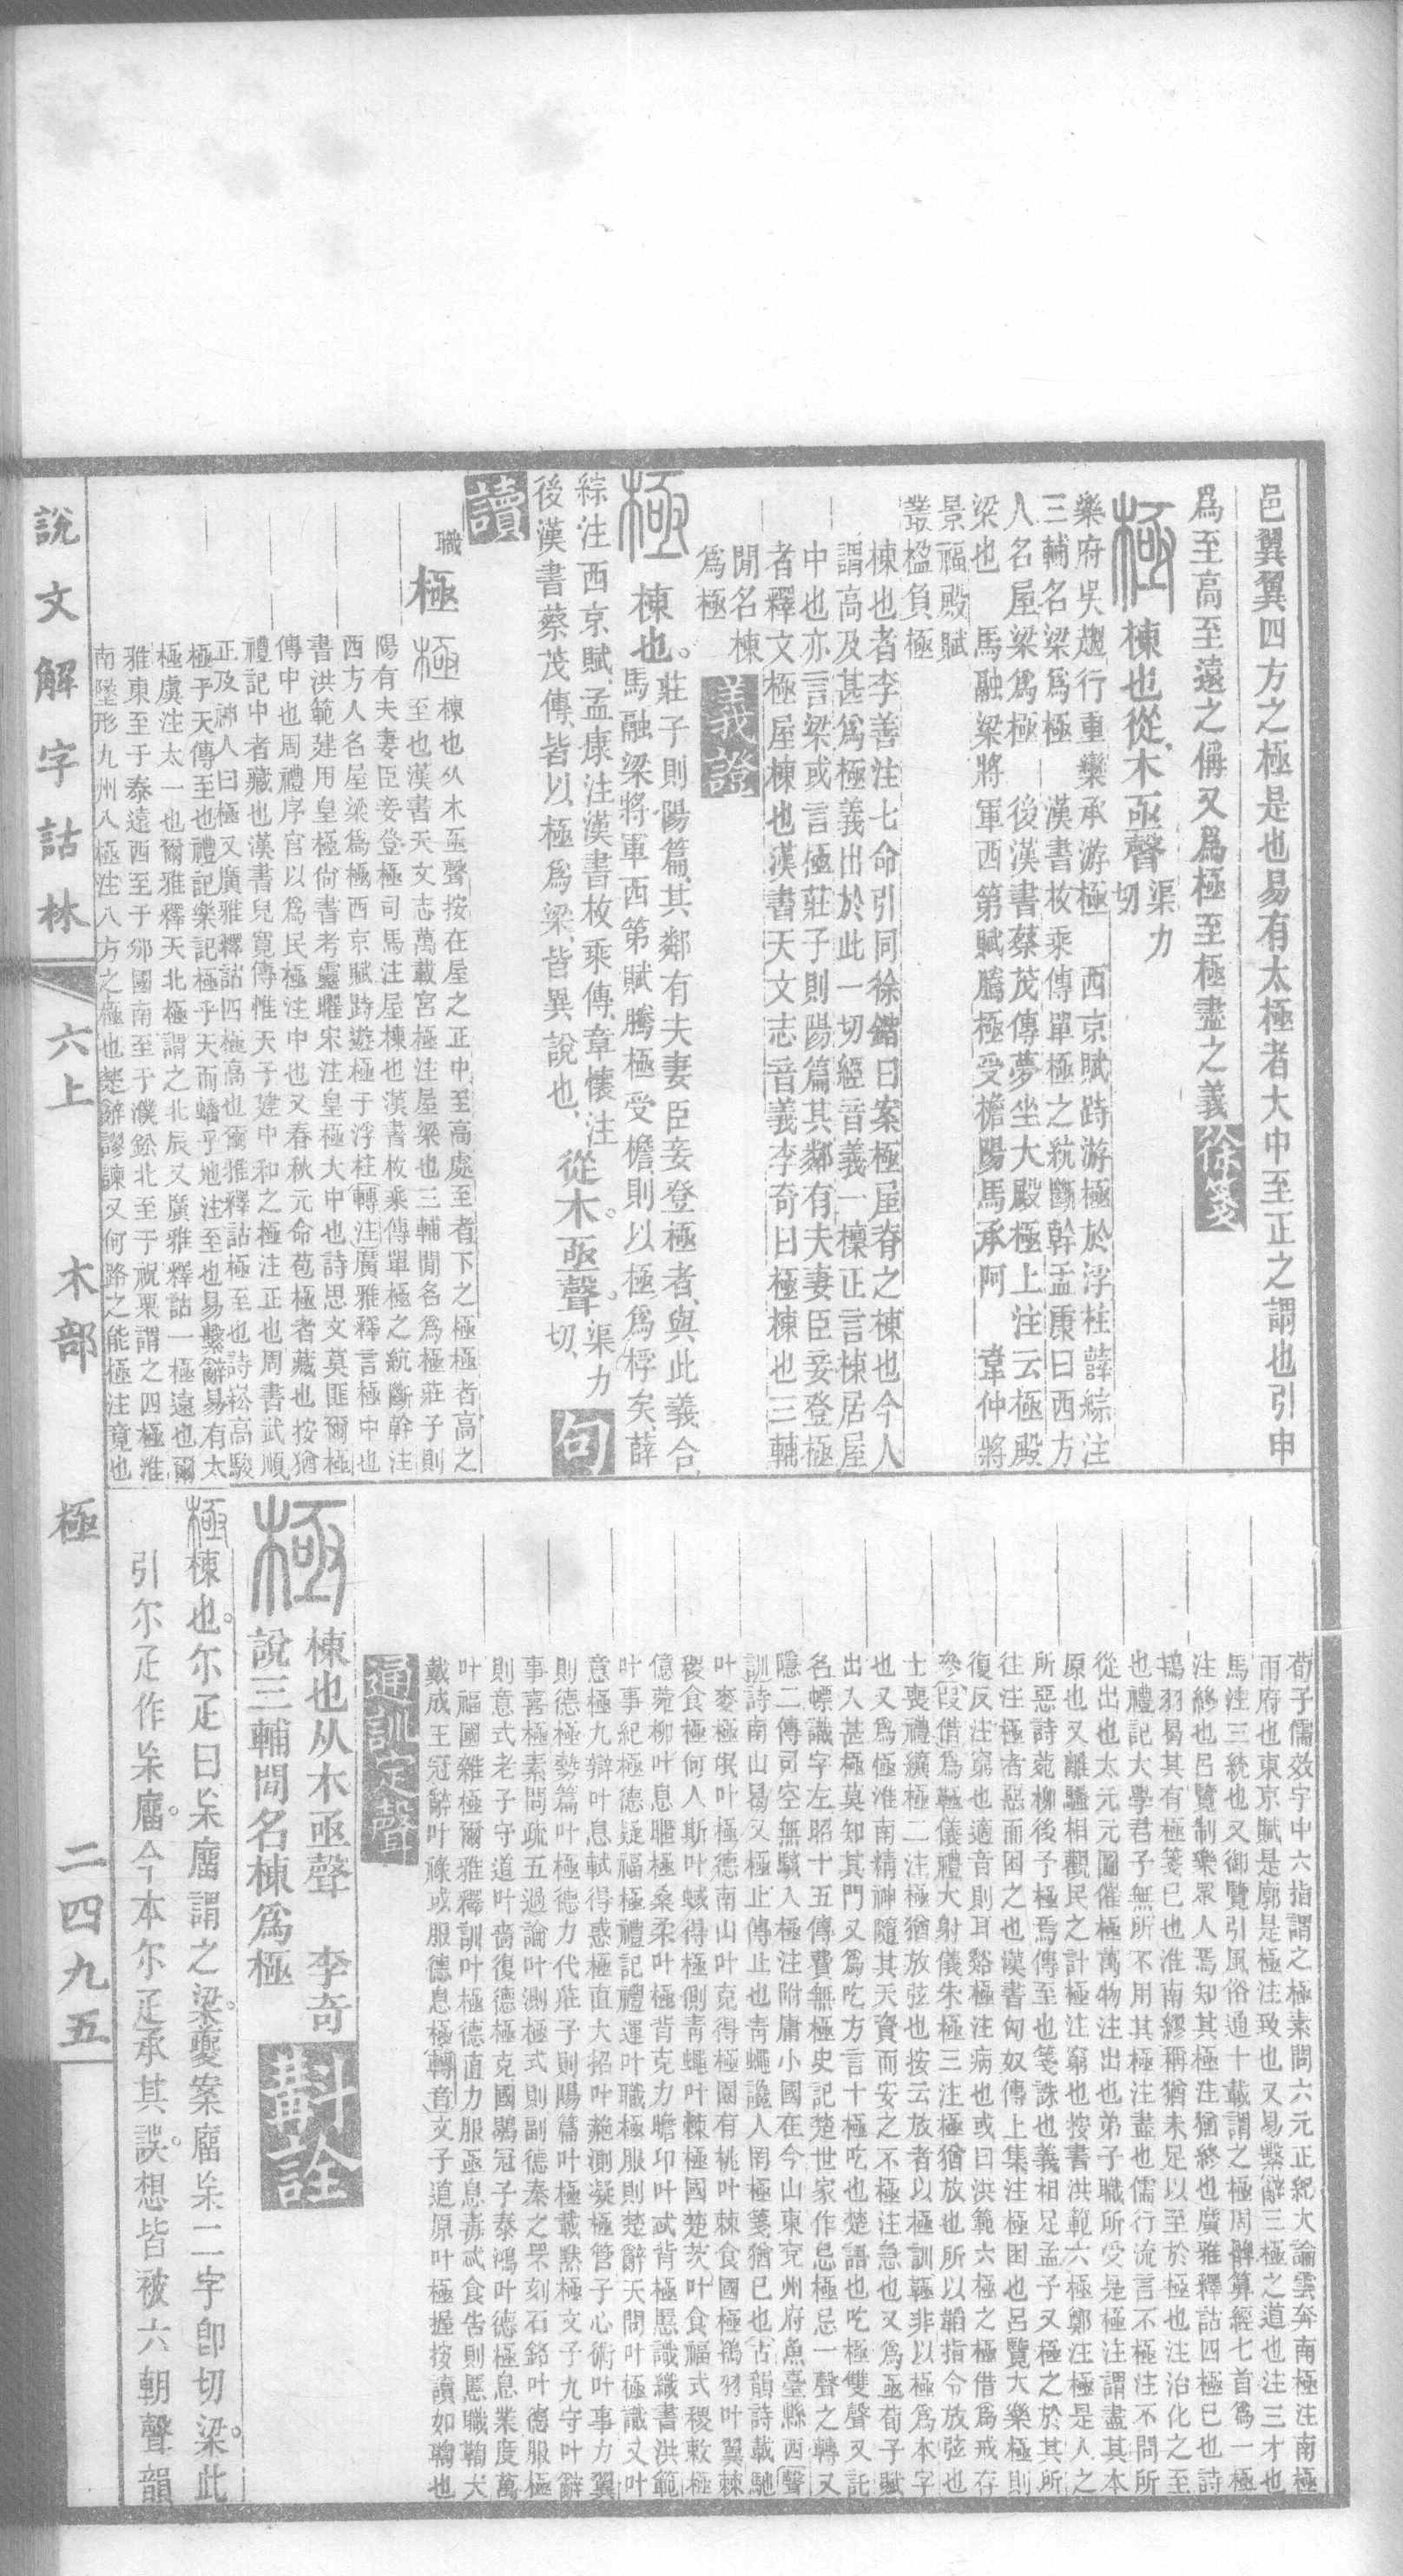 邑翼翼四方之極是也易有太極者大中至正之謂也引申
爲至高至遠之偁又爲極至極盡之義徐箋
極棟也從木亟聲渠力切
樂府吳趨行重欒承游極　西京賦跱游極於浮柱薛綜注
三輔名梁爲極　漢書枚乘傳單極之統斷幹孟康曰西方
人名屋梁爲極　後漢書蔡茂傳夢坐大殿極上注云極殿
梁也　馬融梁將軍西第賦騰極受檐陽馬承阿　韋仲將
景福殿賦
叢楹負極
棟也者李善注七命引同徐鍇曰案極屋脊之棟也今人
謂高及甚爲極義出於此一切經音義一檁正言棟居屋
中也亦言梁或言極莊子則陽篇其鄰有夫妻臣妾登極
者釋文極屋棟也漢書天文志音義李奇曰極棟也三輔
閒名棟
爲極
義證
極棟也。莊子則陽篇、其鄰有夫妻臣妾登極者、與此義合、
馬融梁將軍西第賦騰極受檐、則以極爲桴矣、薛
綜注西京賦、孟康注漢書枚乘傳、章懷注
後漢書蔡茂傳、皆以極爲梁、皆異說也、從木。亟聲。渠力切、
句
讀
職極
極棟也从木亟聲按在屋之正中至高處至者下之極極者高之
至也漢書天文志萬載宮極注屋梁也三輔閒名爲極莊子則
陽有夫妻臣妾登極司馬注屋棟也漢書枚乘傳單極之統斷幹注
西方人名屋梁爲極西京賦跱遊極于浮柱轉注廣雅釋言極中也
書洪範建用皇極尙書考靈曜宋注皇極大中也詩思文莫匪爾極
傳中也周禮序官以爲民極注中也又春秋元命苞極者藏也按猶
禮記中者藏也漢書兒寬傳惟天子建中和之極注正也周書武順
正及神人曰極又廣雅釋詁四極高也爾雅釋詁極至也詩崧高駿
極乎天傳至也禮記樂記極乎天而蟠乎地注至也易繫辭易有太
極虞注太一也爾雅釋天北極謂之北辰又廣雅釋詁一極遠也爾
雅東至于泰遠西至于邠國南至于濮鈆北至于祝栗謂之四極淮
南墬形九州八極注八方之極也楚辭謬諫又何路之能極注竟也
荀子儒效宇中六指謂之極素問六元正紀大論雲奔南極注南極
雨府也東京賦是廓是極注致也又易繫辭三極之道也注三才也
馬注三統也又御覽引風俗通十載謂之極周髀算經七首爲一極
注終也呂覽制樂眾人焉知其極注猶終也廣雅釋詁四極已也詩
鴇羽曷其有極箋已也淮南繆稱猶未足以至於極也注治化之至
也禮記大學君子無所不用其極注盡也儒行流言不極注不問所
從出也太元元圖催極萬物注出也弟子職所受是極注謂盡其本
原也又離騷相觀民之計極注窮也按書洪範六極鄭注極是人之
所惡詩菀柳後予極焉傳至也箋誅也義相足孟子又極之於其所
往注極者惡而困之也漢書匈奴傳上集注極困也呂覽大樂極則
復反注窮也適音則耳谿極注病也或曰洪範六極之極借爲戒存
參叚借爲韇儀禮大射儀朱極三注極猶放也所以韜指令放弦也
士喪禮纊極二注極猶放弦也按云放者以極訓韇非以極爲本字
也又爲極淮南精神隨其天資而安之不極注急也又爲亟荀子賦
出入甚極莫知其門又爲吃方言十極吃也楚語也吃極雙聲又託
名幖識字左昭十五傳費無極史記楚世家作忌極忌一聲之轉又
隱二傳司空無駭入極注附庸小國在今山東兗州府魚臺縣西聲
訓詩南山曷又極止傳止也靑蠅讒人罔極箋猶已也古韻詩載馳
叶麥極氓叶極德南山叶克得極園有桃叶棘食國極鴇羽叶翼棘
稷食極何人斯叶蜮得極側靑蠅叶棘極國楚茨叶食福式稷敕極
億菀柳叶息暱極桑柔叶極背克力瞻卬叶忒背極慝識織書洪範
叶事紀極德疑福極禮記禮運叶職極服則楚辭天問叶極識又叶
意極九辯叶息軾得惑極直大招叶赩測凝極管子心術叶事力翼
則德極勢篇叶極德力代莊子則陽篇叶極載默極文子九守叶辭
事喜極素問疏五過論叶測極式則副德秦之罘刻石銘叶德服極
則意式老子守道叶嗇復德極克國鶡冠子泰鴻叶德極息業度萬
叶福國雜極爾雅釋訓叶極德直力服亟息毒忒食告則慝職鞠大
戴成王冠辭叶祿或服德息極轉音文子道原叶極握按讀如鞠也
通訓定聲
極棟也从木亟聲　李奇
說三輔間名棟爲極
斠詮
極棟也。尒疋曰㭕廇謂之梁。夔案廇㭕二字卽切梁。此
引尒疋作㭕廇。今本尒疋承其誤。想皆被六朝聲韻
說文解字詁林　六上　木部　極　二四九五